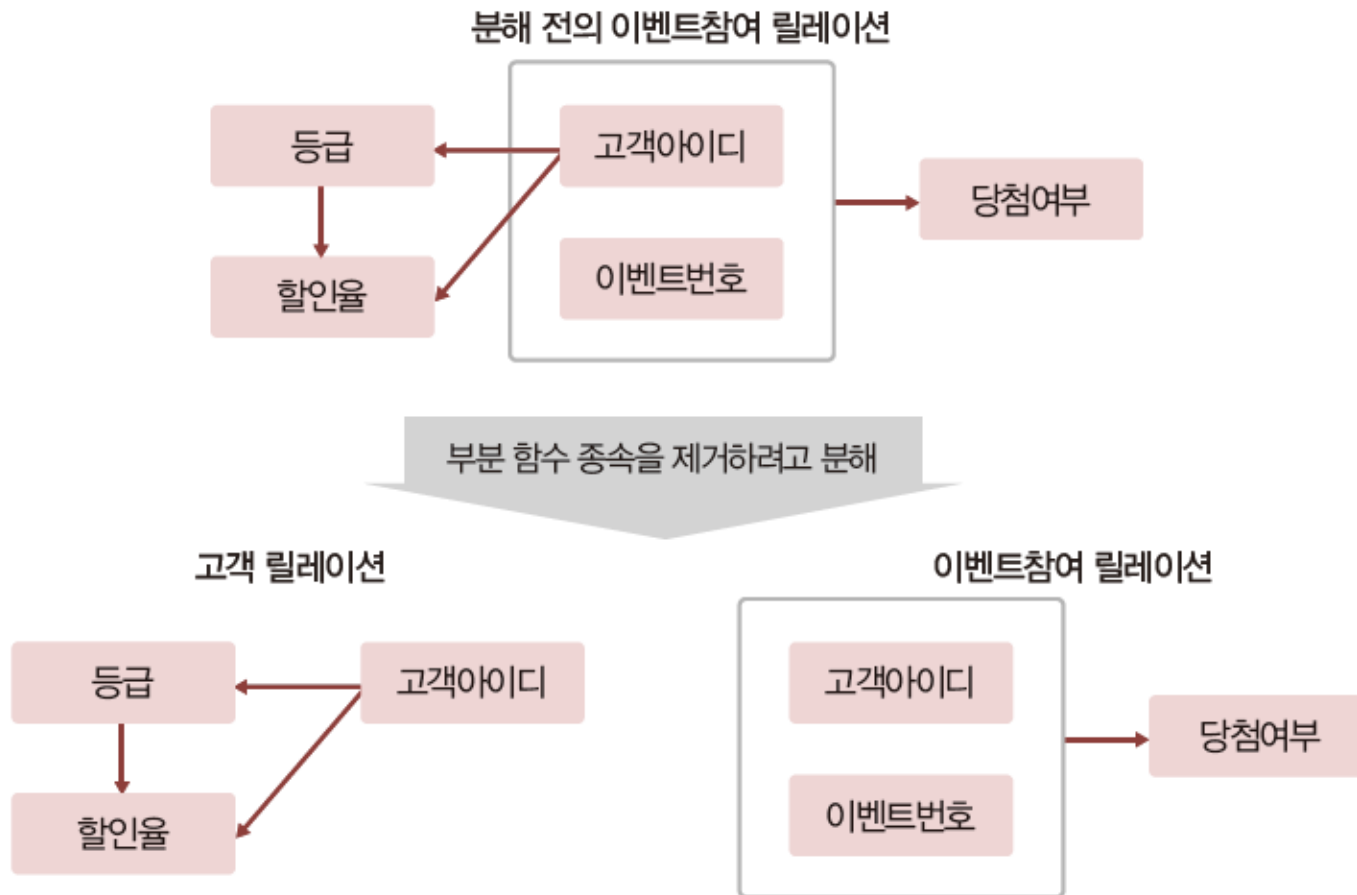 분해 전의 이벤트참여 릴레이션
등급
고객아이디
당첨여부
할인율
이벤트번호
부분 함수 종속을 제거하려고 분해
고객 릴레이션
이벤트참여 릴레이션
등급
고객아이디
고객아이디
당첨여부
할인율
이벤트번호